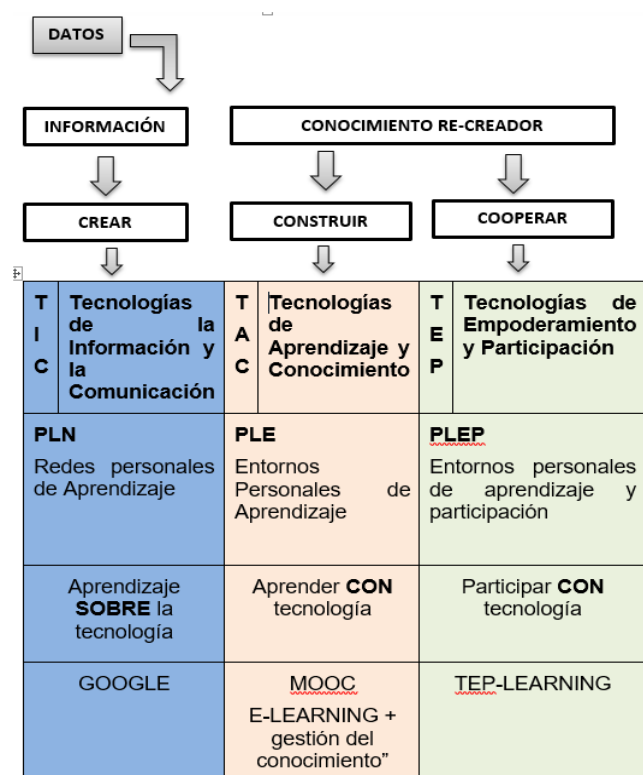 DATOS
INFORMACIÓN
CONOCIMIENTO RE-CREADOR
CREAR
CONSTRUIR
COOPERAR
T
I
C
Tecnologías
de la
Información y
la
Comunicación
T
A
C
Tecnologías
de
Aprendizaje y
Conocimiento
T
E
P
Tecnologías de
Empoderamiento
y Participación
PLN
Redes personales
de Aprendizaje
PLE
Entornos
Personales de
Aprendizaje
PLEP
Entornos personales
de aprendizaje y
participación
Aprendizaje
SOBRE la
tecnología
Aprender CON
tecnología
Participar CON
tecnología
GOOGLE
MOOC
E-LEARNING +
gestión del
conocimiento”
TEP-LEARNING